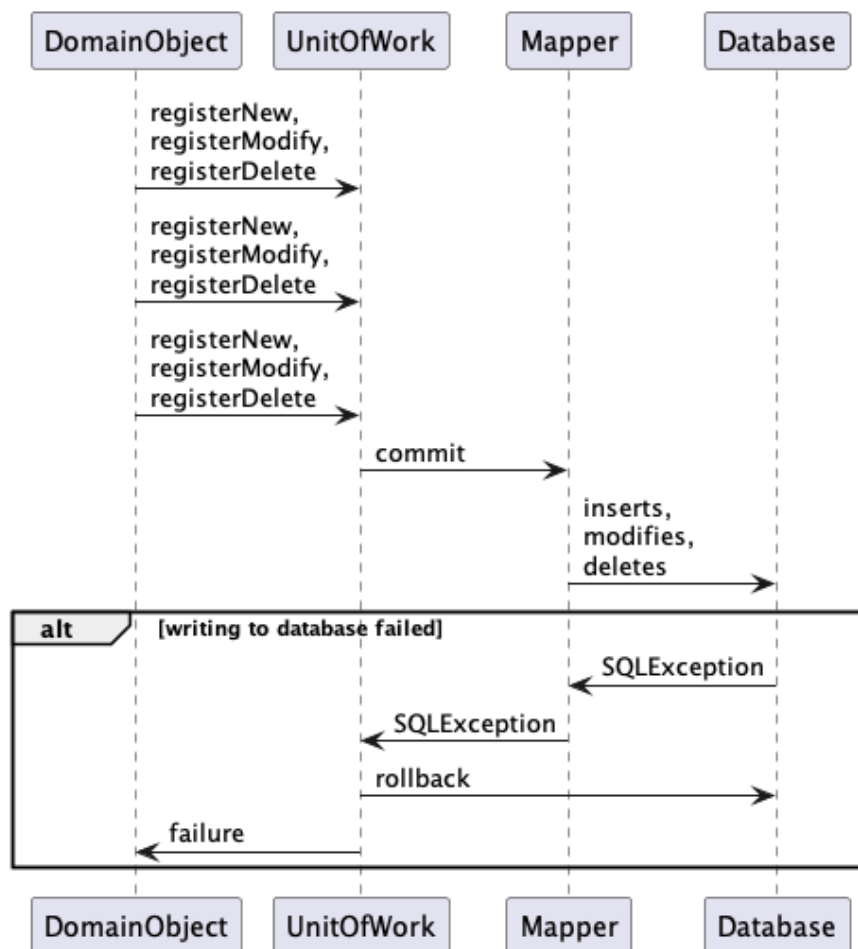 DomainObject UnitOfWork Mapper Database
registerNew,
registerModify,
registerDelete
registerNew,
registerModify,
registerDelete
registerNew,
registerModify,
registerDelete
commit
inserts,
modifies,
deletes
alt [writing to database failed]
SQLException
SQLException
rollback
failure
DomainObject UnitOfWork Mapper Database